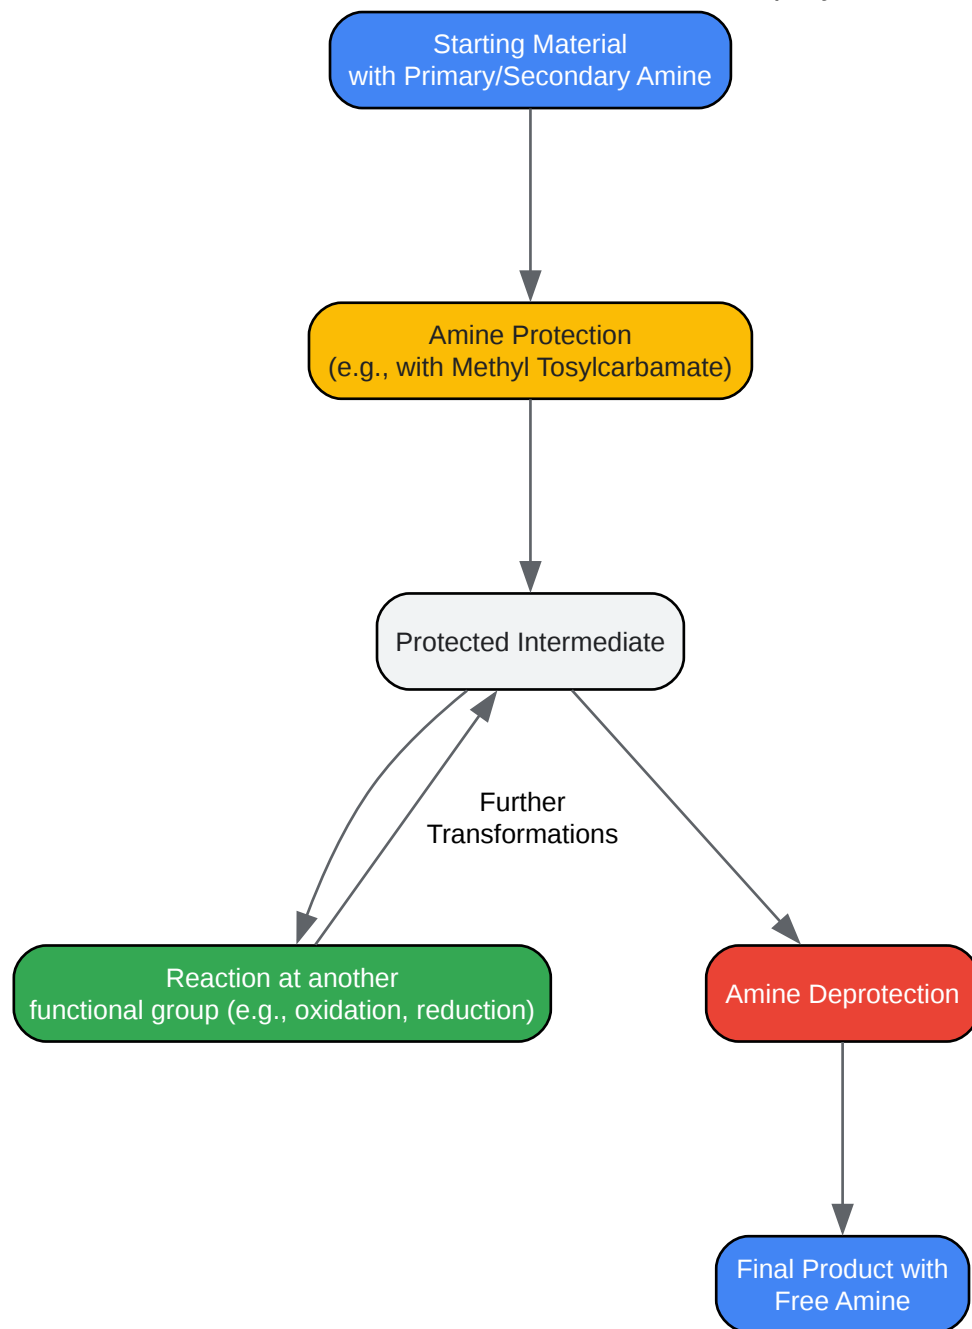 Starting Material
with Primary/Secondary Amine
Amine Protection
(e.g., with Methyl Tosylcarbamate)
Protected Intermediate
Further
Transformations
Reaction at another
functional group (e.g., oxidation, reduction)
Amine Deprotection
Final Product with
Free Amine